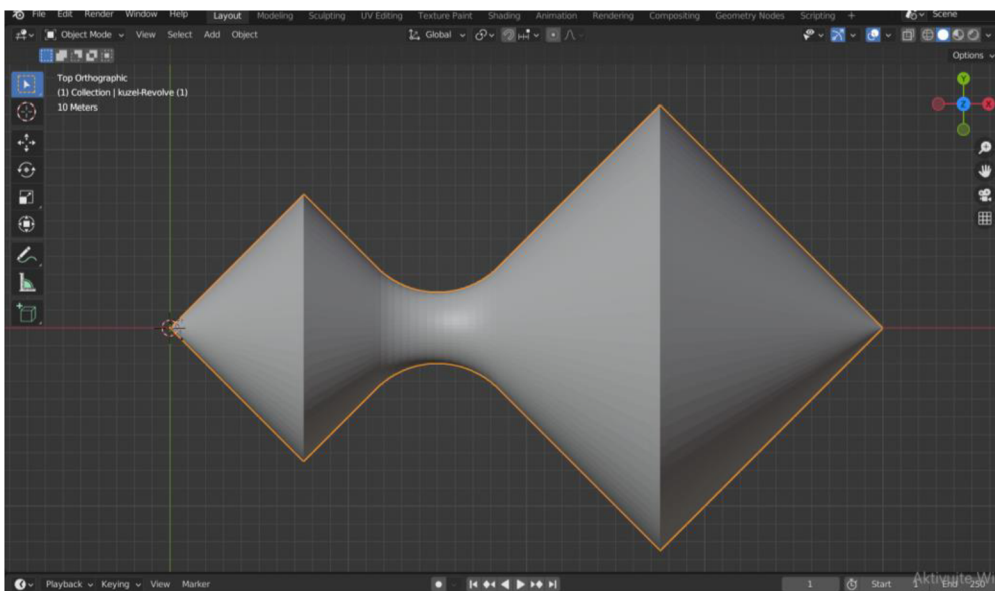 File Edit Render Window Help Layout Modeling Sculpting UV Editing Texture Paint Shading Animation Rendering Compositing Geometry Nodes Scripting + Scene
Object Mode View Select Add Object Global
Options
Top Orthographic
(1) Collection | kuzel-Revolve (1)
10 Meters
Y
Z
X
Playback Keying View Marker 1 Start 1 End 250